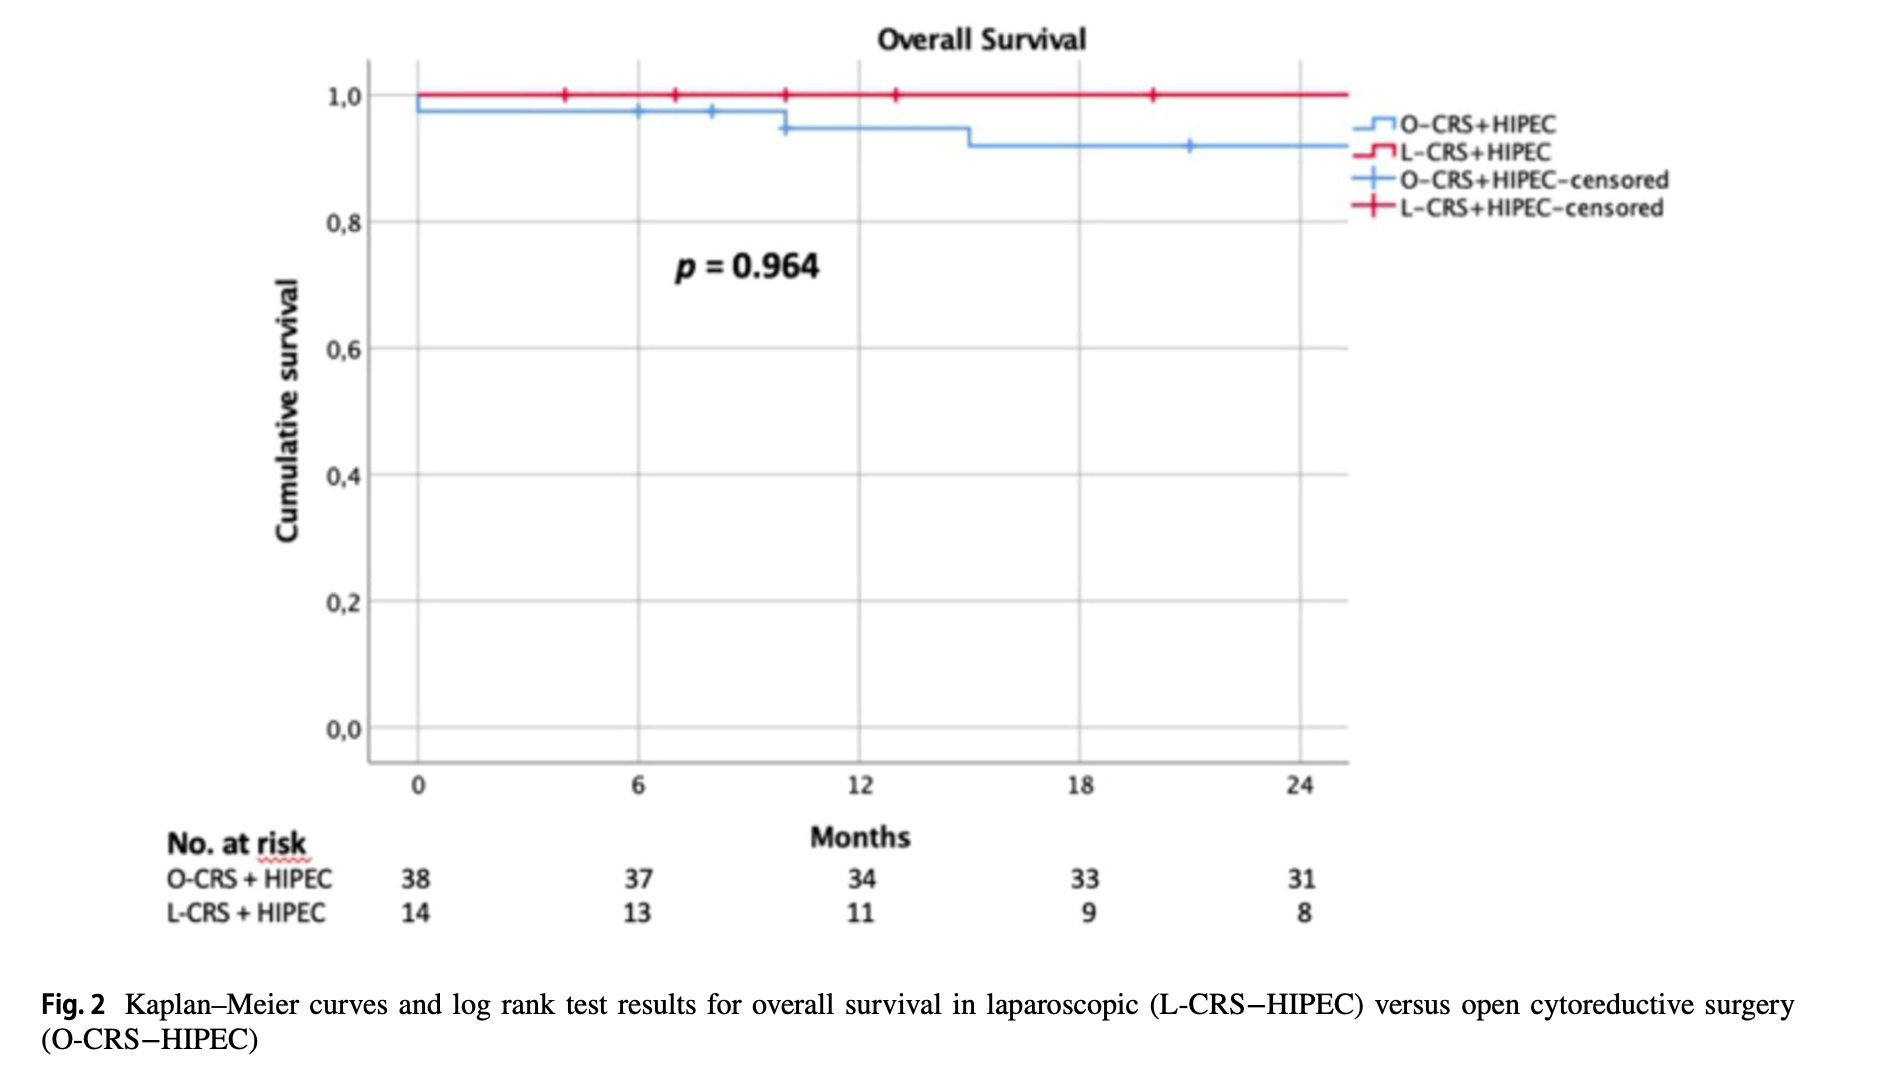 Overall Survival
1,0
0,8
0,6
0,4
0,2
0,0
Cumulative survival
p = 0.964
O-CRS+HIPEC
L-CRS+HIPEC
O-CRS+HIPEC-censored
L-CRS+HIPEC-censored
0 6 12 18 24
Months
No. at risk
O-CRS + HIPEC 38 37 34 33 31
L-CRS + HIPEC 14 13 11 9 8
Fig. 2 Kaplan–Meier curves and log rank test results for overall survival in laparoscopic (L-CRS−HIPEC) versus open cytoreductive surgery
(O-CRS−HIPEC)